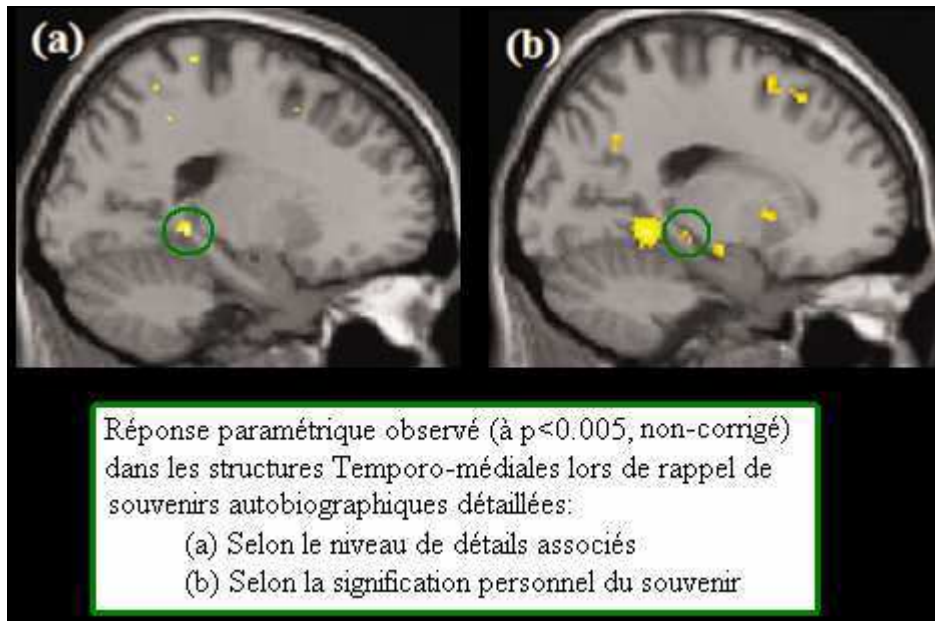 (a)
(b)
Réponse paramétrique observé (à p<0.005, non-corrigé)
dans les structures Temporo-médiales lors de rappel de
souvenirs autobiographiques détaillées:
(a) Selon le niveau de détails associés
(b) Selon la signification personnel du souvenir